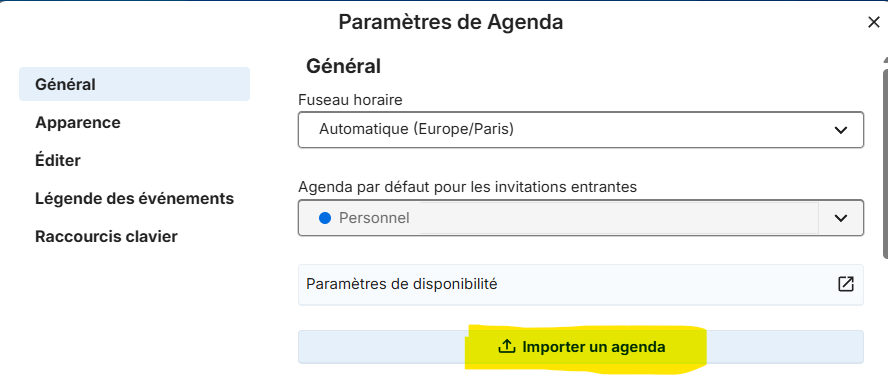 Paramètres de Agenda
Général
Apparence
Éditer
Légende des événements
Raccourcis clavier
Général
Fuseau horaire
Automatique (Europe/Paris)
Agenda par défaut pour les invitations entrantes
Personnel
Paramètres de disponibilité
Importer un agenda